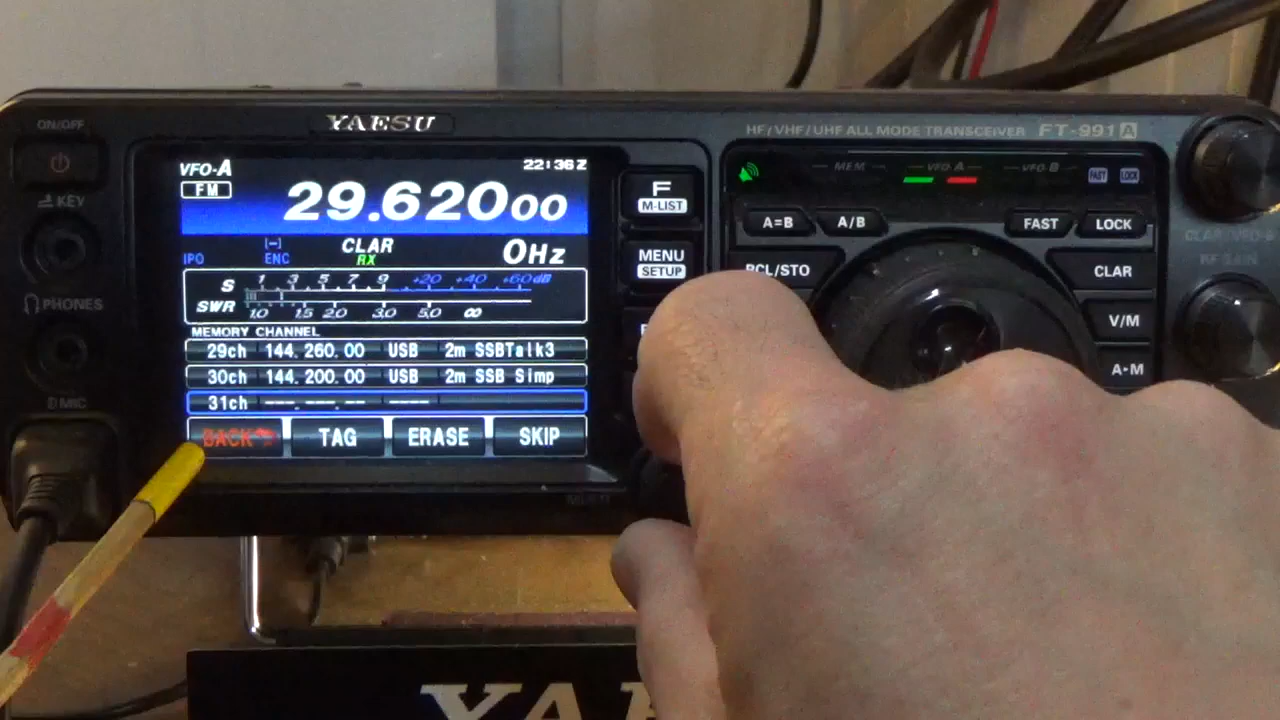 YAESU
HF/VHF/UHF ALL MODE TRANSCEIVER FT-991A
ON/OFF
KEY
PHONES
MIC
VFO-A 22:36Z
FM 29.620.00
IPO [-] ENC CLAR RX 0Hz
S 1 3 5 7 9 +20 +40 +60dB
SWR 1.0 1.5 2.0 3.0 5.0 ∞
MEMORY CHANNEL
29ch 144.260.00 USB 2m SSBTalk3
30ch 144.200.00 USB 2m SSB Simp
31ch ---.---.-- ----
BACK TAG ERASE SKIP
F
M-LIST
MENU
SETUP
MEM VFO-A VFO-B FAST LOCK
A=B A/B FAST LOCK
RCL/STO CLAR
V/M
A-M